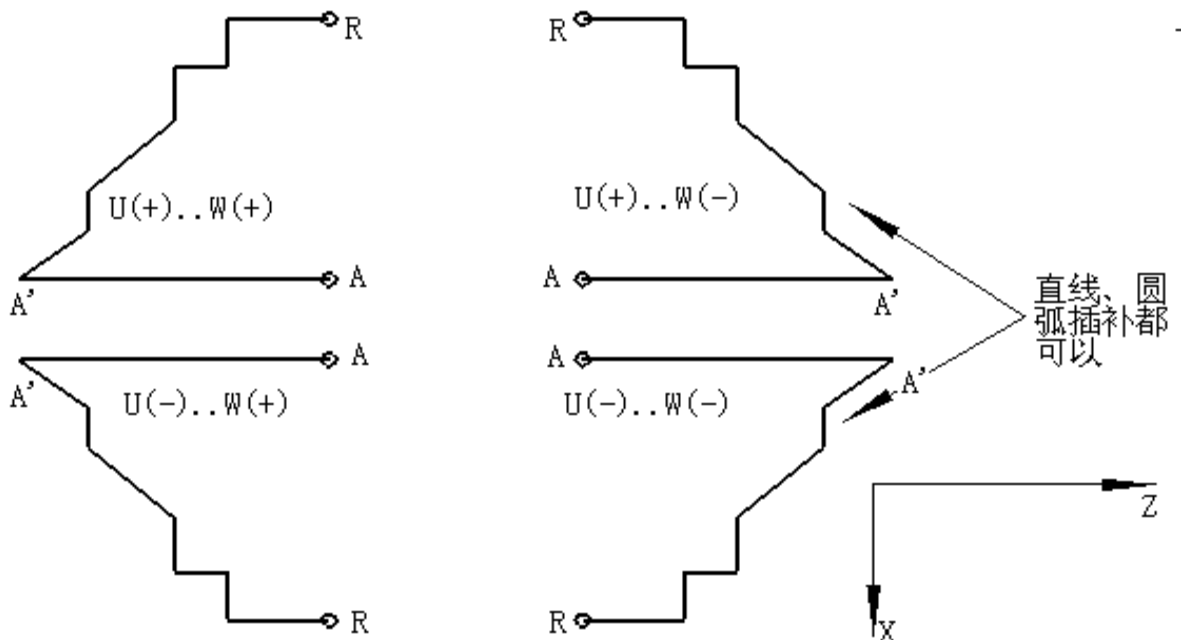 R
R
U(+)..W(+)
U(+)..W(-)
A
A
A'
A'
直线、圆
弧插补都
可以
A
A
A'
A'
U(-)..W(+)
U(-)..W(-)
Z
R
R
X